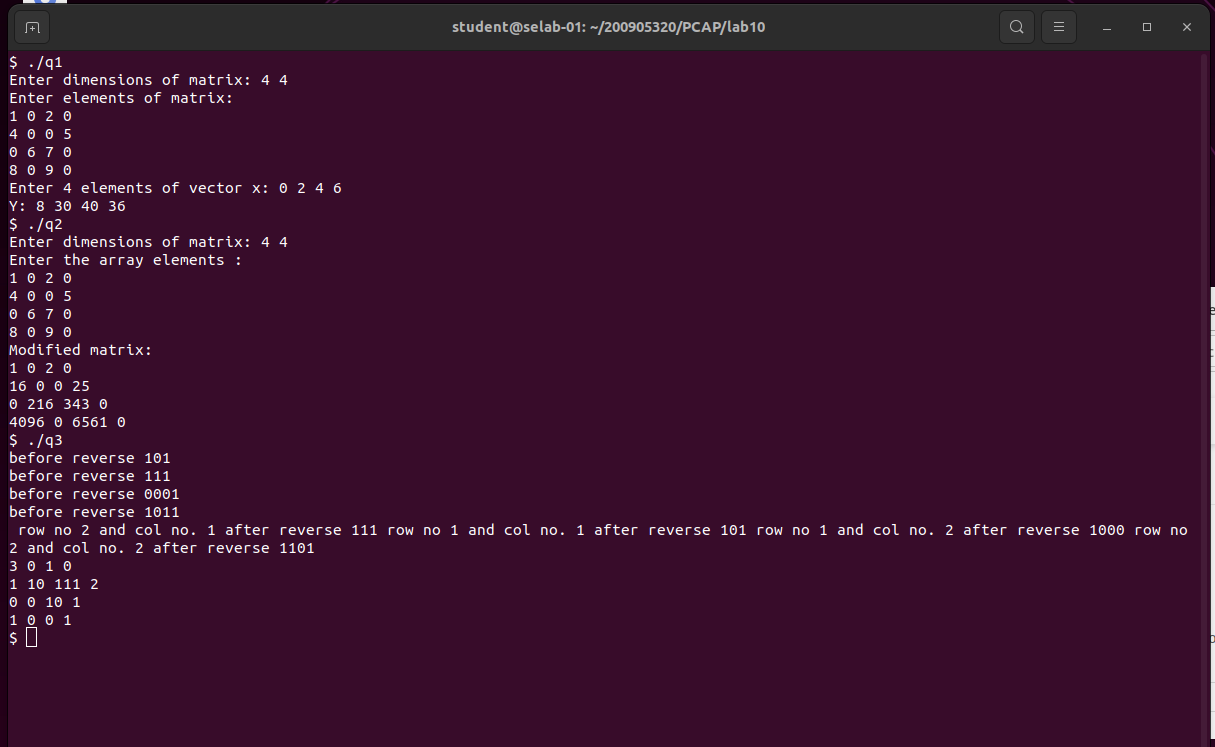 student@selab-01: ~/200905320/PCAP/lab10
$ ./q1
Enter dimensions of matrix: 4 4
Enter elements of matrix:
1 0 2 0
4 0 0 5
0 6 7 0
8 0 9 0
Enter 4 elements of vector x: 0 2 4 6
Y: 8 30 40 36
$ ./q2
Enter dimensions of matrix: 4 4
Enter the array elements :
1 0 2 0
4 0 0 5
0 6 7 0
8 0 9 0
Modified matrix:
1 0 2 0
16 0 0 25
0 216 343 0
4096 0 6561 0
$ ./q3
before reverse 101
before reverse 111
before reverse 0001
before reverse 1011
 row no 2 and col no. 1 after reverse 111 row no 1 and col no. 1 after reverse 101 row no 1 and col no. 2 after reverse 1000 row no
2 and col no. 2 after reverse 1101
3 0 1 0
1 10 111 2
0 0 10 1
1 0 0 1
$